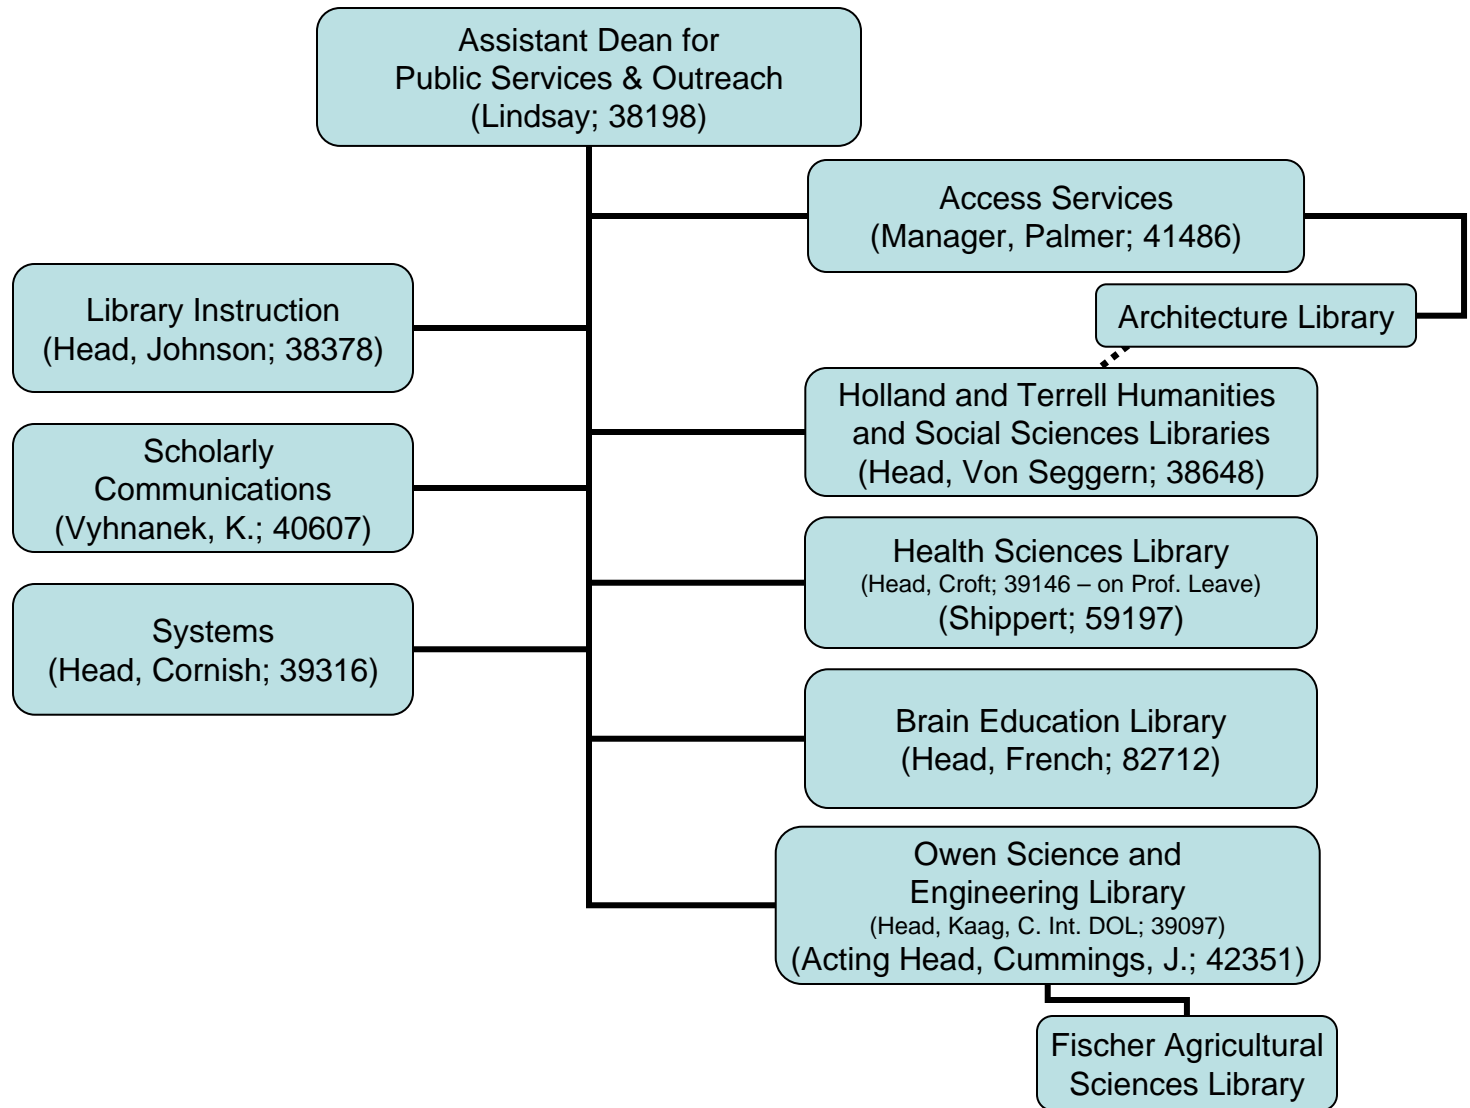 Assistant Dean for
Public Services & Outreach
(Lindsay; 38198)
Access Services
(Manager, Palmer; 41486)
Architecture Library
Library Instruction
(Head, Johnson; 38378)
Holland and Terrell Humanities
and Social Sciences Libraries
(Head, Von Seggern; 38648)
Scholarly
Communications
(Vyhnanek, K.; 40607)
Health Sciences Library
(Head, Croft; 39146 – on Prof. Leave)
(Shippert; 59197)
Systems
(Head, Cornish; 39316)
Brain Education Library
(Head, French; 82712)
Owen Science and
Engineering Library
(Head, Kaag, C. Int. DOL; 39097)
(Acting Head, Cummings, J.; 42351)
Fischer Agricultural
Sciences Library